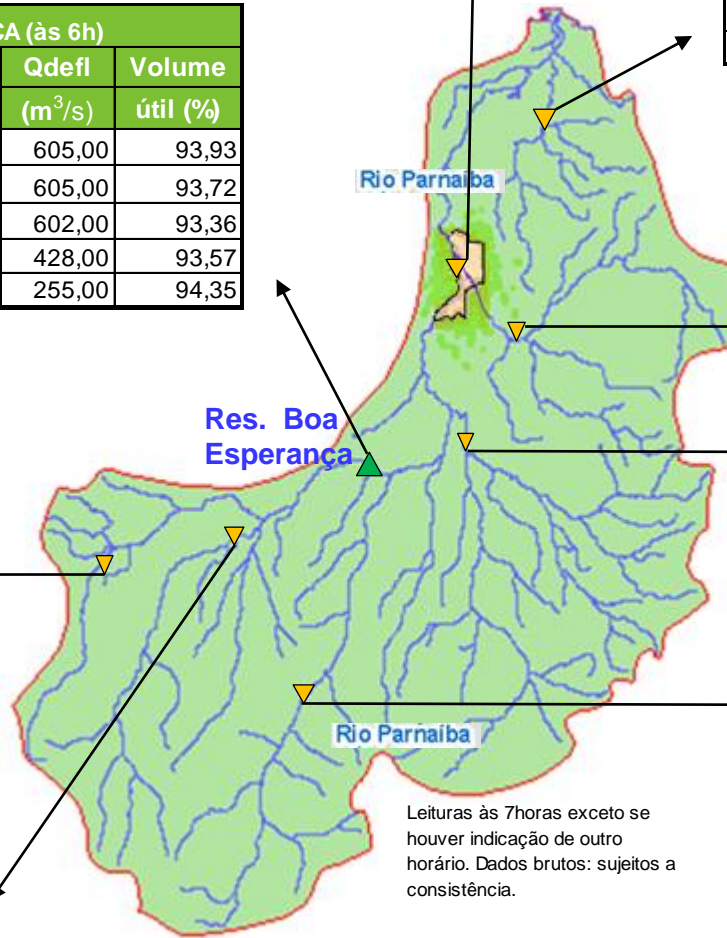 (às 6h)
Qdefl Volume
(m³/s) útil (%)
605,00 93,93
605,00 93,72
602,00 93,36
428,00 93,57
255,00 94,35
Rio Parnaíba
Res. Boa
Esperança
Rio Parnaíba
Leituras às 7horas exceto se
houver indicação de outro
horário. Dados brutos: sujeitos a
consistência.